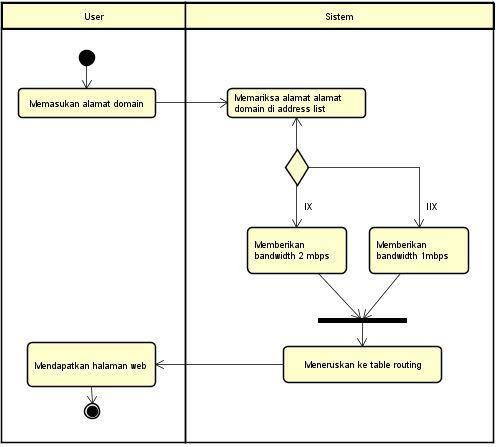 User
Sistem
Memasukan alamat domain
Memariksa alamat alamat
domain di address list
IX
IIX
Memberikan
bandwidth 2 mbps
Memberikan
bandwidth 1mbps
Mendapatkan halaman web
Meneruskan ke table routing